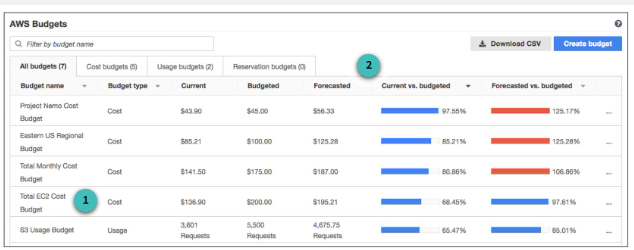 AWS Budgets
Filter by budget name
Download CSV
Create budget
All budgets (7) Cost budgets (5) Usage budgets (2) Reservation budgets (0)
2
Budget name Budget type Current Budgeted Forecasted Current vs. budgeted Forecasted vs. budgeted
Project Nemo Cost
Budget Cost $43.90 $45.00 $56.33 97.55% 125.17% ...
Eastern US Regional
Budget Cost $85.21 $100.00 $125.28 85.21% 125.28% ...
Total Monthly Cost
Budget Cost $141.50 $175.00 $187.00 80.86% 106.86% ...
Total EC2 Cost
Budget 1 Cost $136.90 $200.00 $195.21 68.45% 97.61% ...
S3 Usage Budget Usage 3,601 5,500 4,675.75 65.47% 85.01% ...
Requests Requests Requests